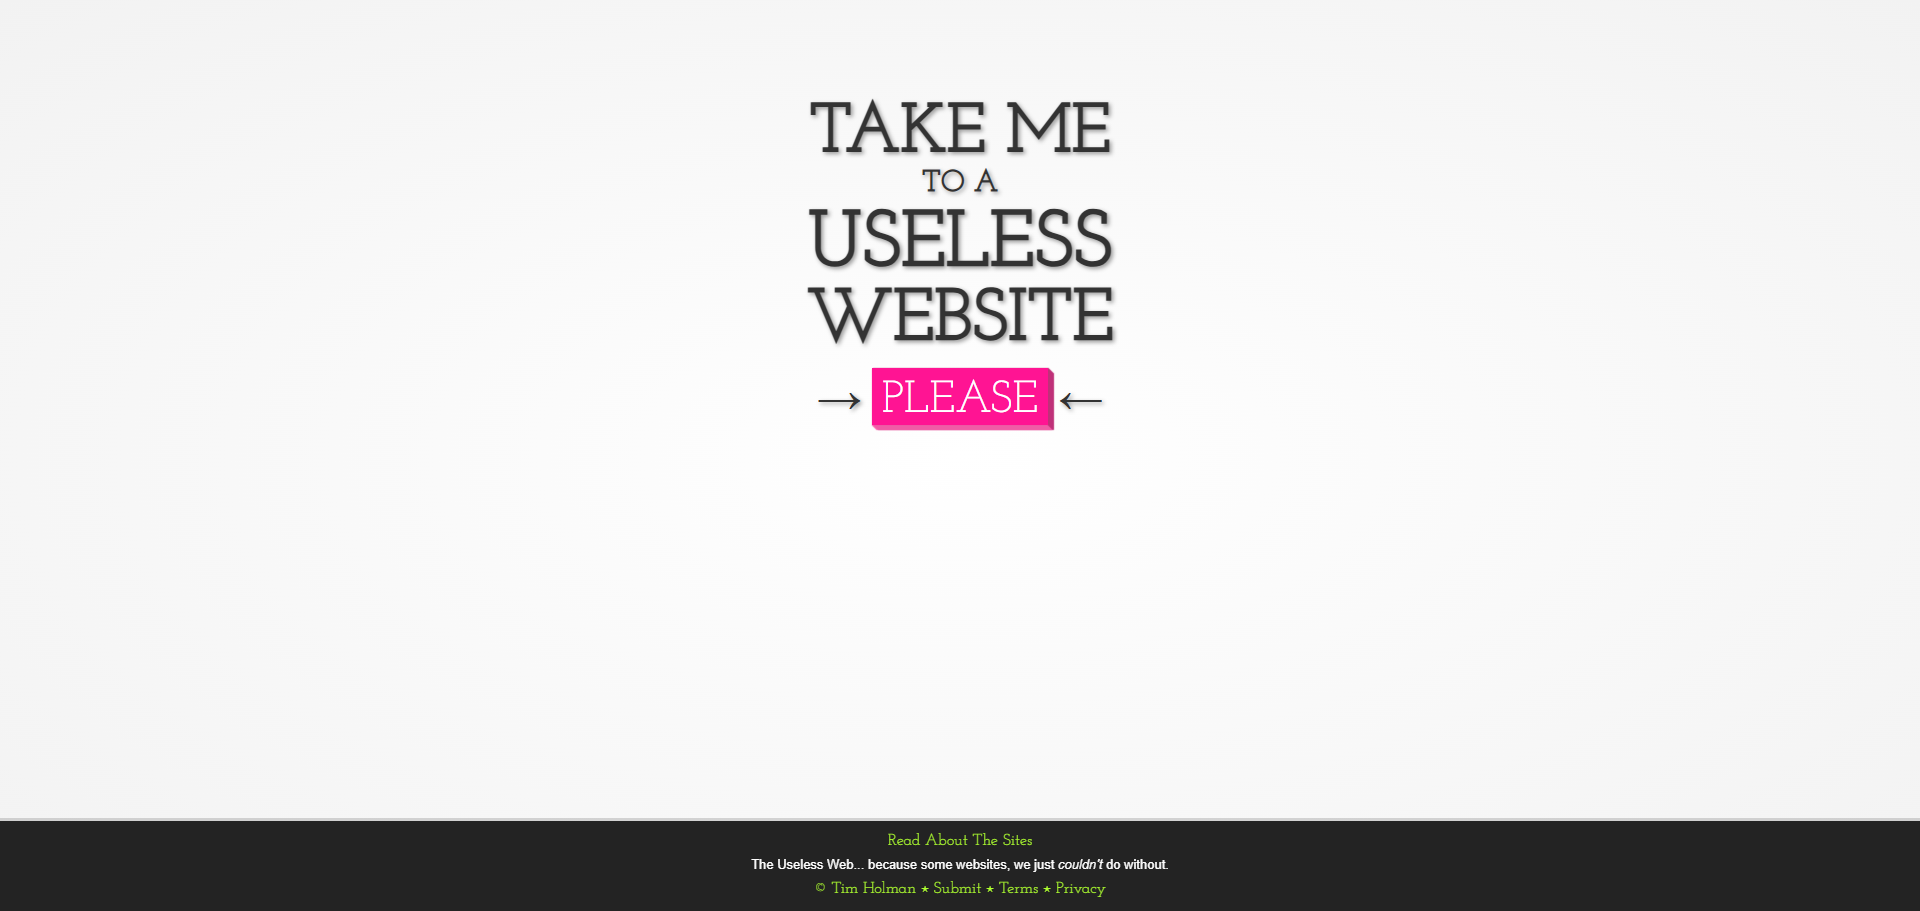 TAKE ME
TO A
USELESS
WEBSITE
→ PLEASE ←
Read About The Sites
The Useless Web... because some websites, we just couldn't do without.
© Tim Holman ★ Submit ★ Terms ★ Privacy